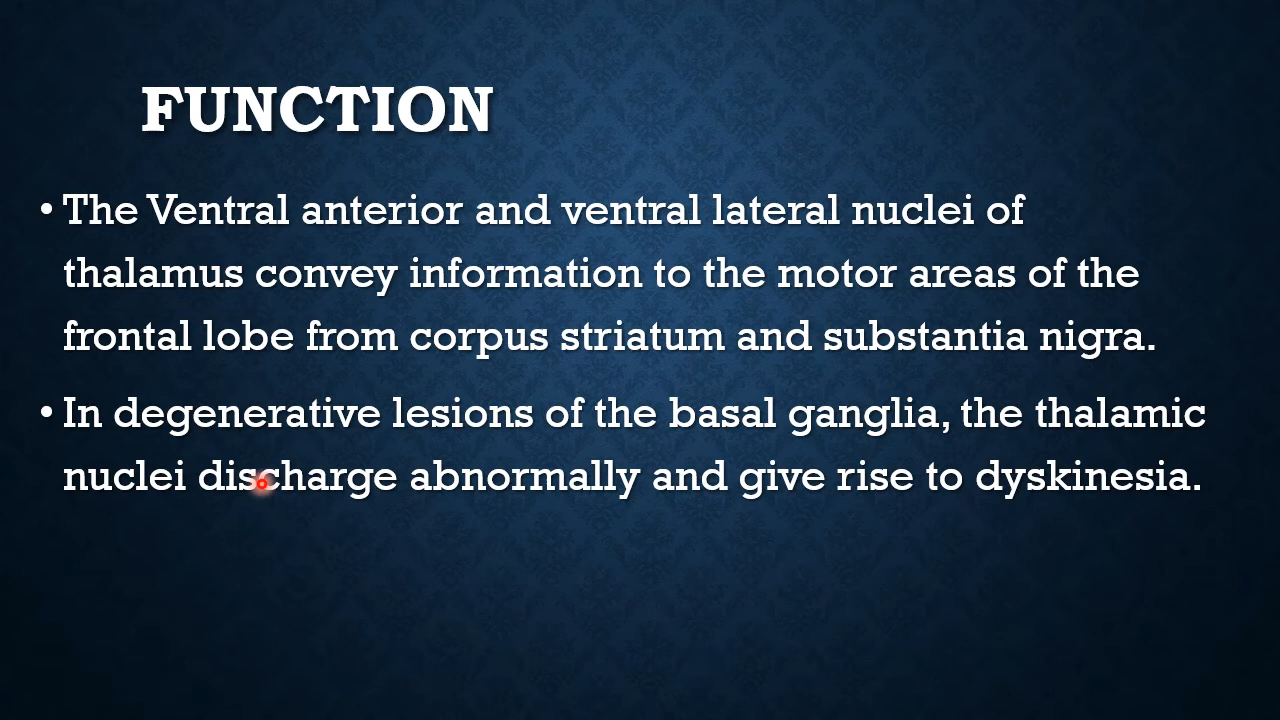 FUNCTION
• The Ventral anterior and ventral lateral nuclei of
thalamus convey information to the motor areas of the
frontal lobe from corpus striatum and substantia nigra.
• In degenerative lesions of the basal ganglia, the thalamic
nuclei discharge abnormally and give rise to dyskinesia.